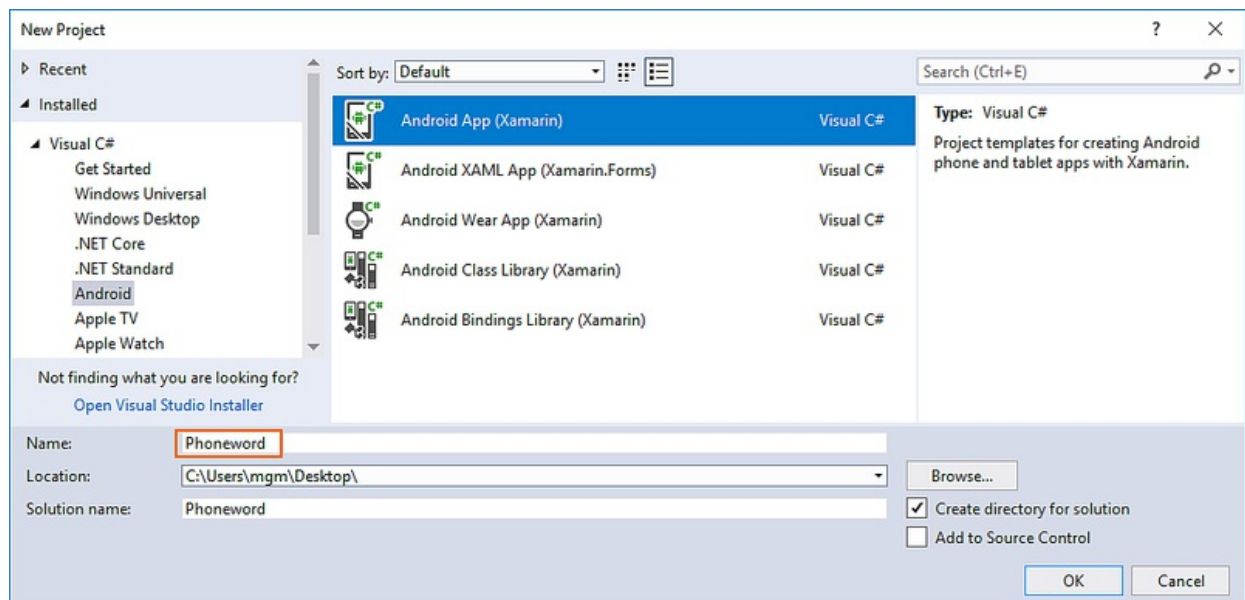 New Project
?
Recent
Installed
Visual C#
Get Started
Windows Universal
Windows Desktop
.NET Core
.NET Standard
Android
Apple TV
Apple Watch
Not finding what you are looking for?
Open Visual Studio Installer
Sort by: Default
Android App (Xamarin) Visual C#
Android XAML App (Xamarin.Forms) Visual C#
Android Wear App (Xamarin) Visual C#
Android Class Library (Xamarin) Visual C#
Android Bindings Library (Xamarin) Visual C#
Search (Ctrl+E)
Type: Visual C#
Project templates for creating Android
phone and tablet apps with Xamarin.
Name: Phoneword
Location: C:\Users\mgm\Desktop\
Browse...
Solution name: Phoneword
Create directory for solution
Add to Source Control
OK Cancel